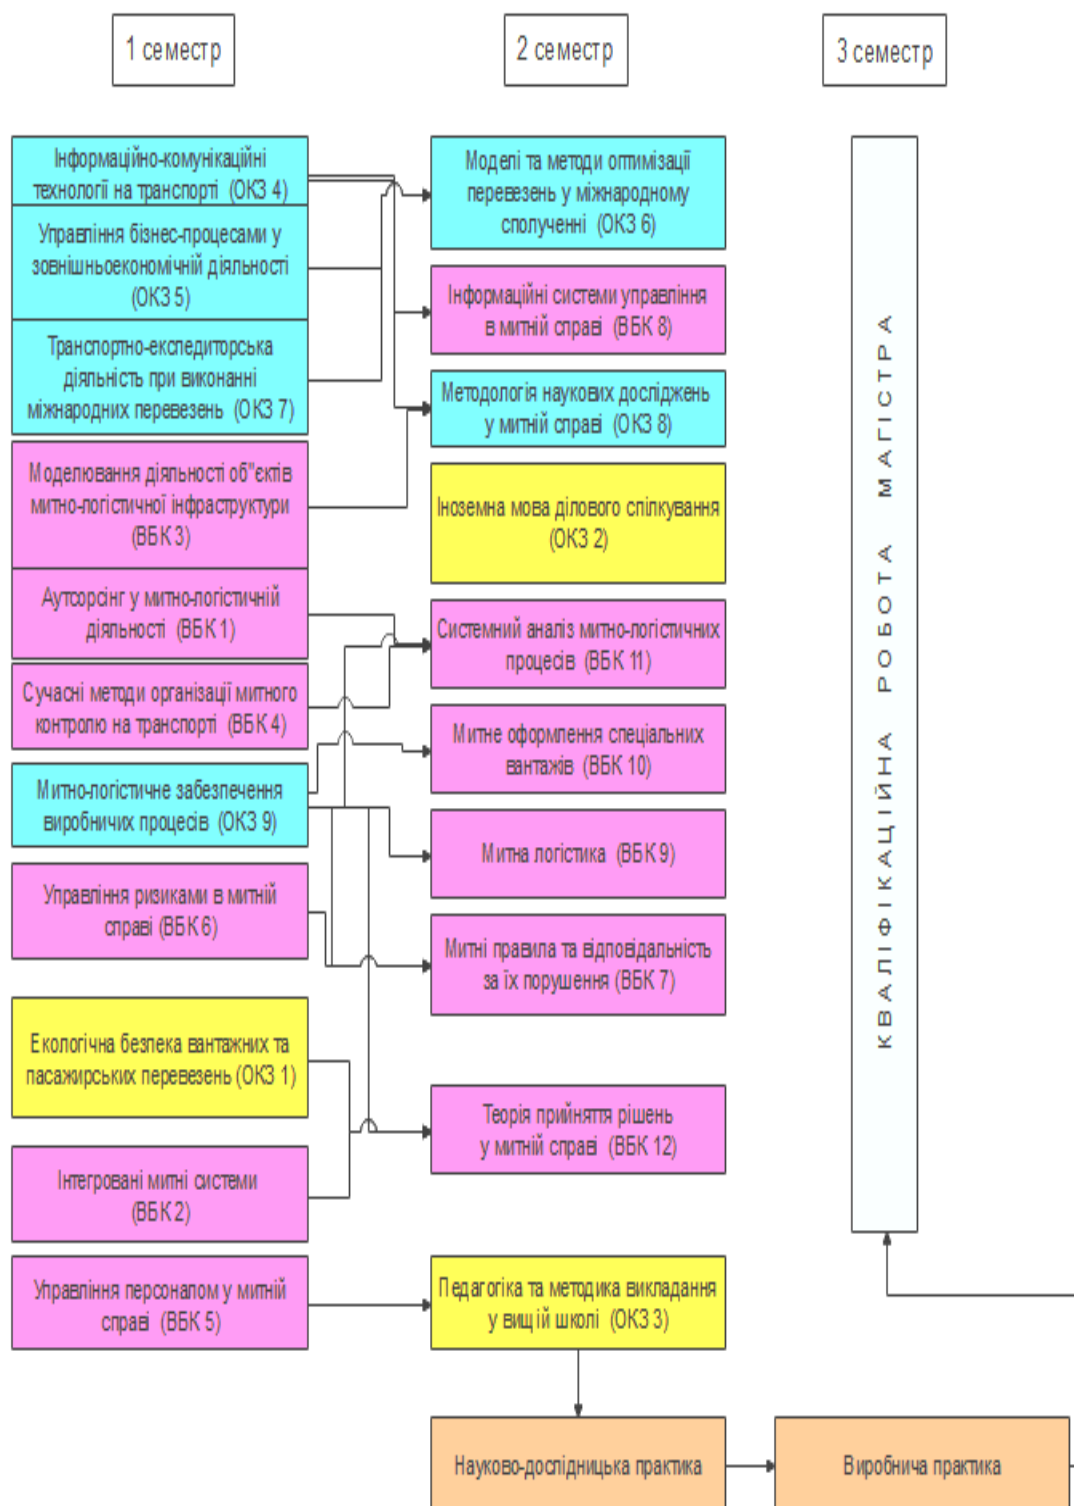 1 семестр
2 семестр
3 семестр
Інформаційно-комунікаційні
технології на транспорті (ОКЗ 4)
Управління бізнес-процесами у
зовнішньоекономічній діяльності
(ОКЗ 5)
Транспортно-експедиторська
діяльність при виконанні
міжнародних перевезень (ОКЗ 7)
Моделювання діяльності об"єктів
митно-логістичної інфраструктури
(ВБК 3)
Аутсорсінг у митно-логістичній
діяльності (ВБК 1)
Сучасні методи організації митного
контролю на транспорті (ВБК 4)
Митно-логістичне забезпечення
виробничих процесів (ОКЗ 9)
Управління ризиками в митній
справі (ВБК 6)
Екологічна безпека вантажних та
пасажирських перевезень (ОКЗ 1)
Інтегровані митні системи
(ВБК 2)
Управління персоналом у митній
справі (ВБК 5)
Моделі та методи оптимізації
перевезень у міжнародному
сполученні (ОКЗ 6)
Інформаційні системи управління
в митній справі (ВБК 8)
Методологія наукових досліджень
у митній справі (ОКЗ 8)
Іноземна мова ділового спілкування
(ОКЗ 2)
Системний аналіз митно-логістичних
процесів (ВБК 11)
Митне оформлення спеціальних
вантажів (ВБК 10)
Митна логістика (ВБК 9)
Митні правила та відповідальність
за їх порушення (ВБК 7)
Теорія прийняття рішень
у митній справі (ВБК 12)
Педагогіка та методика викладання
у вищій школі (ОКЗ 3)
Науково-дослідницька практика
Виробнича практика
КВАЛІФІКАЦІЙНА РОБОТА МАГІСТРА